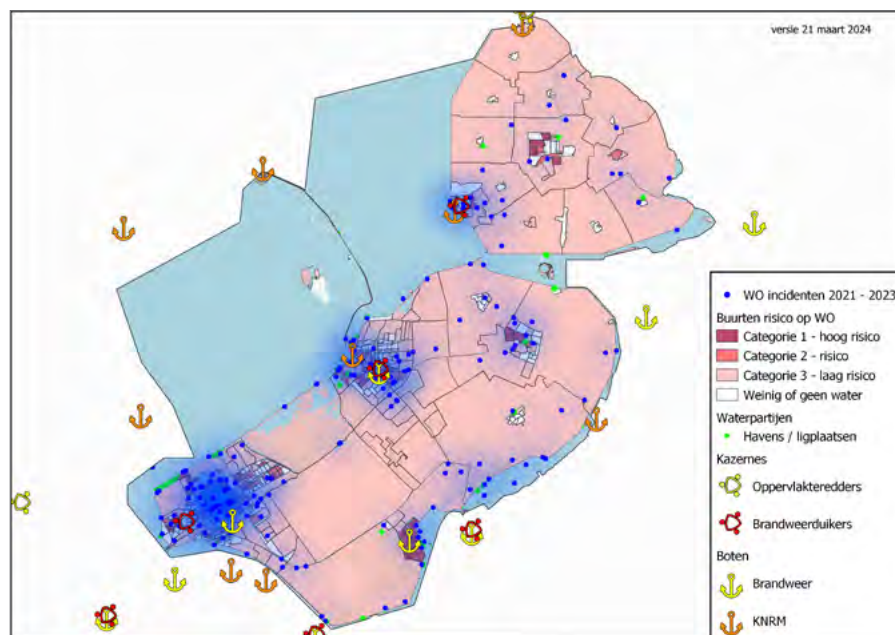 versie 21 maart 2024
WO incidenten 2021 - 2023
Buurten risico op WO
Categorie 1 - hoog risico
Categorie 2 - risico
Categorie 3 - laag risico
Weinig of geen water
Waterpartijen
Havens / ligplaatsen
Kazernes
Oppervlakteredders
Brandweerduikers
Boten
Brandweer
KNRM